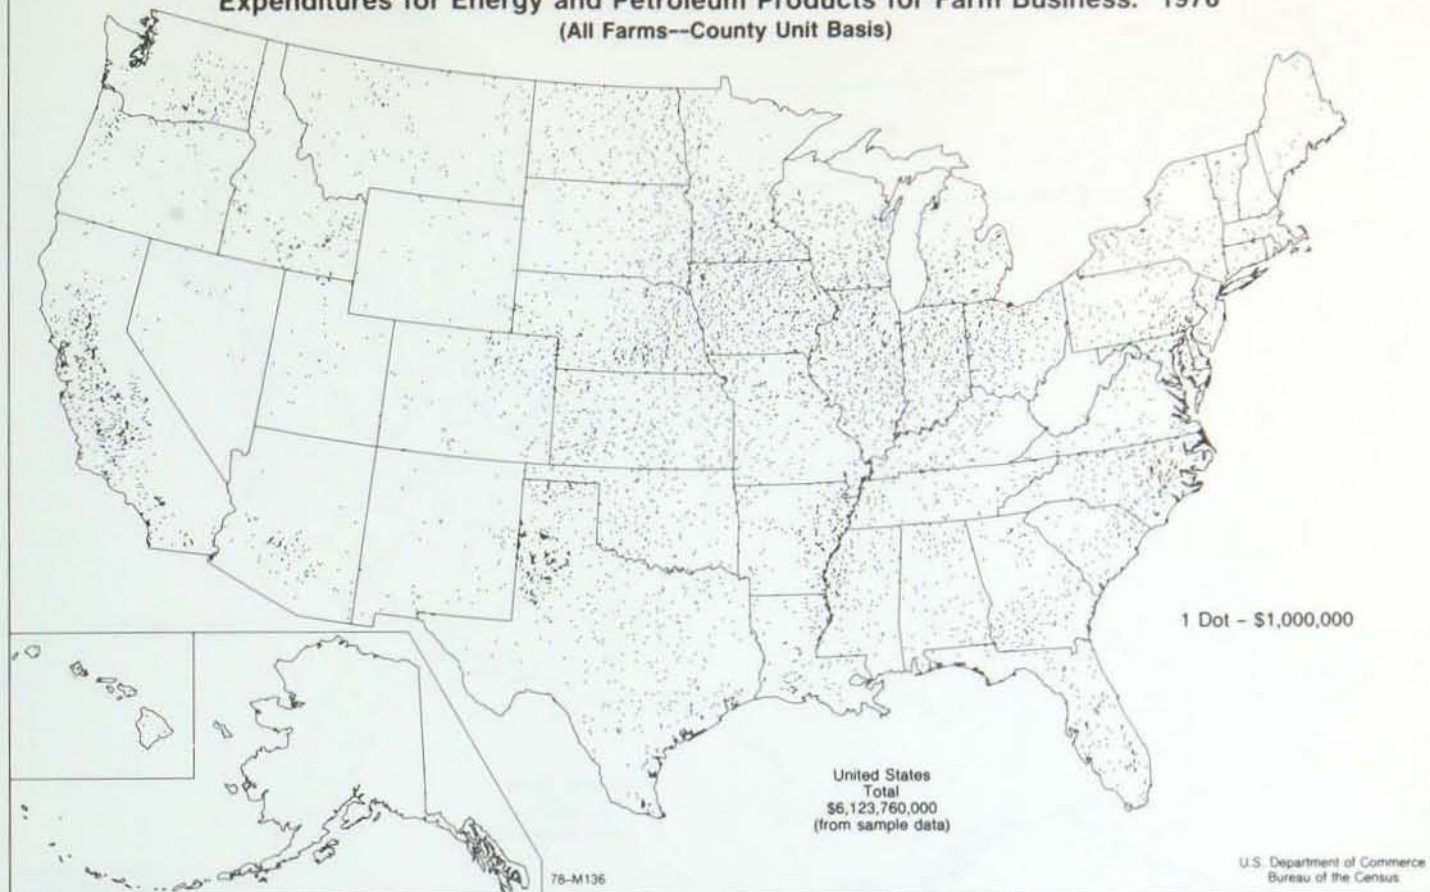 Expenditures for Energy and Petroleum Products for Farm Business: 1978
(All Farms--County Unit Basis)
1 Dot - $1,000,000
United States
Total
$6,123,760,000
(from sample data)
78-M136
U.S. Department of Commerce
Bureau of the Census